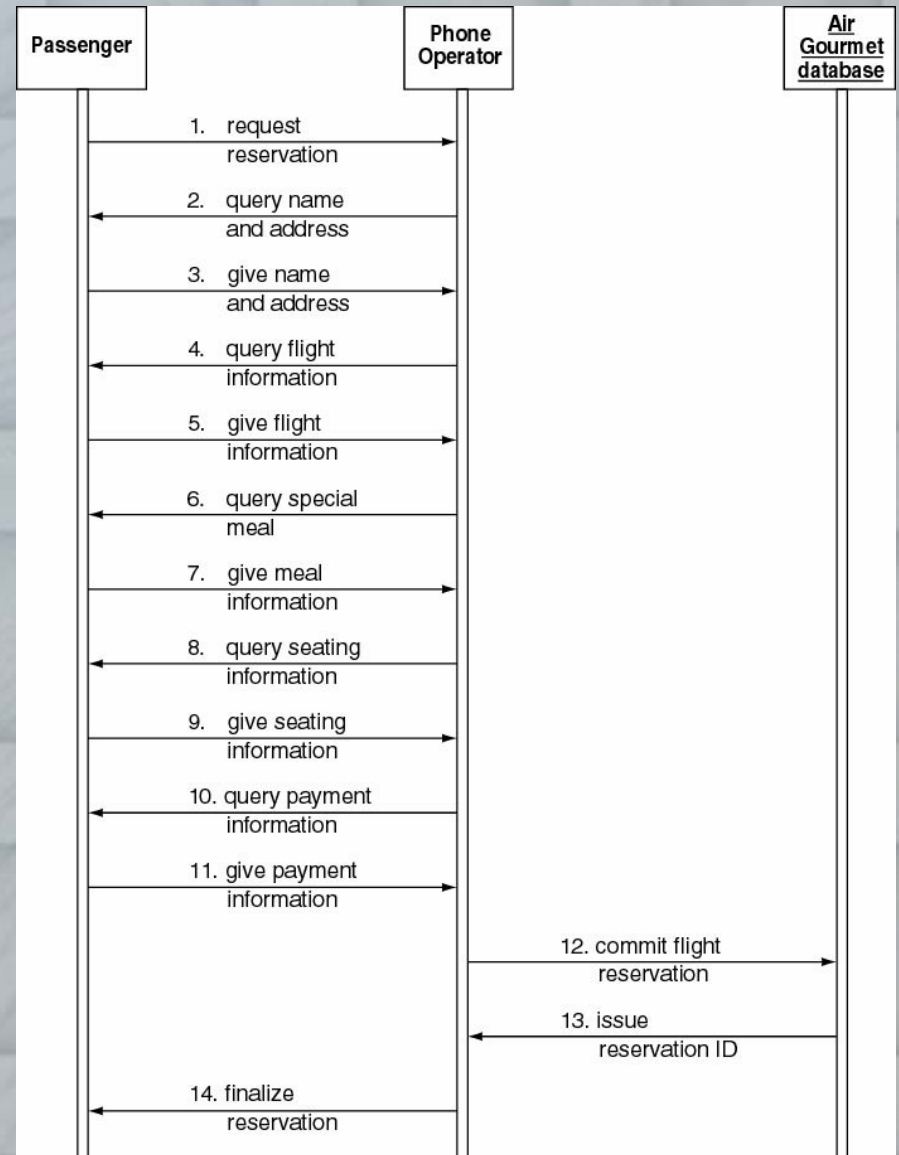 Passenger
Phone
Operator
Air
Gourmet
database
1. request
reservation
2. query name
and address
3. give name
and address
4. query flight
information
5. give flight
information
6. query special
meal
7. give meal
information
8. query seating
information
9. give seating
information
10. query payment
information
11. give payment
information
12. commit flight
reservation
13. issue
reservation ID
14. finalize
reservation